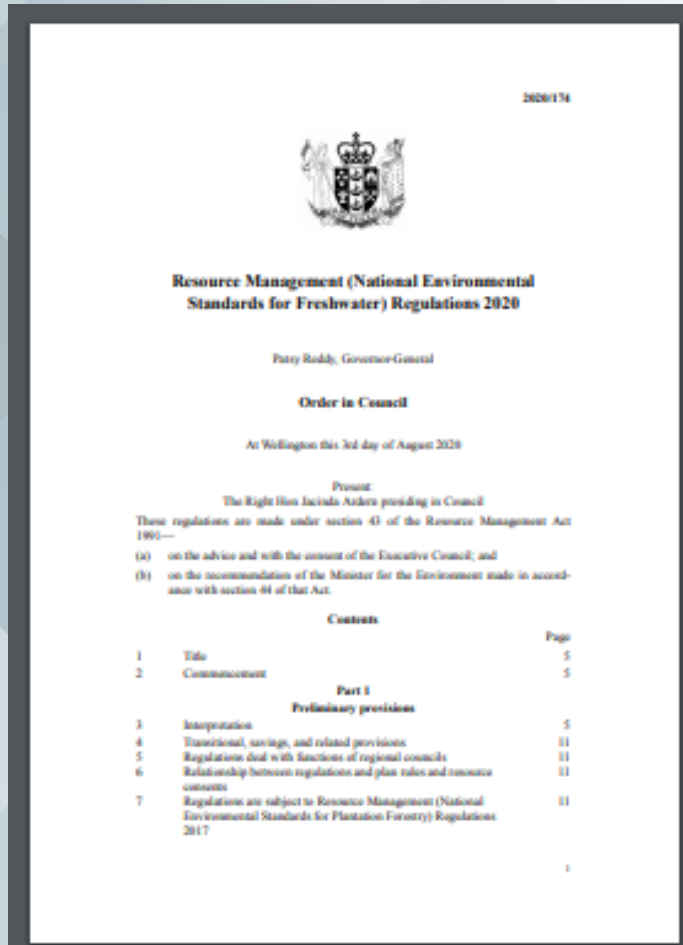 2020/174
Resource Management (National Environmental
Standards for Freshwater) Regulations 2020
Patsy Reddy, Governor-General
Order in Council
At Wellington this 3rd day of August 2020
Present:
The Right Hon Jacinda Ardern presiding in Council
These regulations are made under section 43 of the Resource Management Act
1991—
(a) on the advice and with the consent of the Executive Council; and
(b) on the recommendation of the Minister for the Environment made in accord-
ance with section 44 of that Act.
Contents
Page
1 Title 5
2 Commencement 5
Part 1
Preliminary provisions
3 Interpretation 5
4 Transitional, savings, and related provisions 11
5 Regulations deal with functions of regional councils 11
6 Relationship between regulations and plan rules and resource
consents 11
7 Regulations are subject to Resource Management (National 11
Environmental Standards for Plantation Forestry) Regulations
2017
1